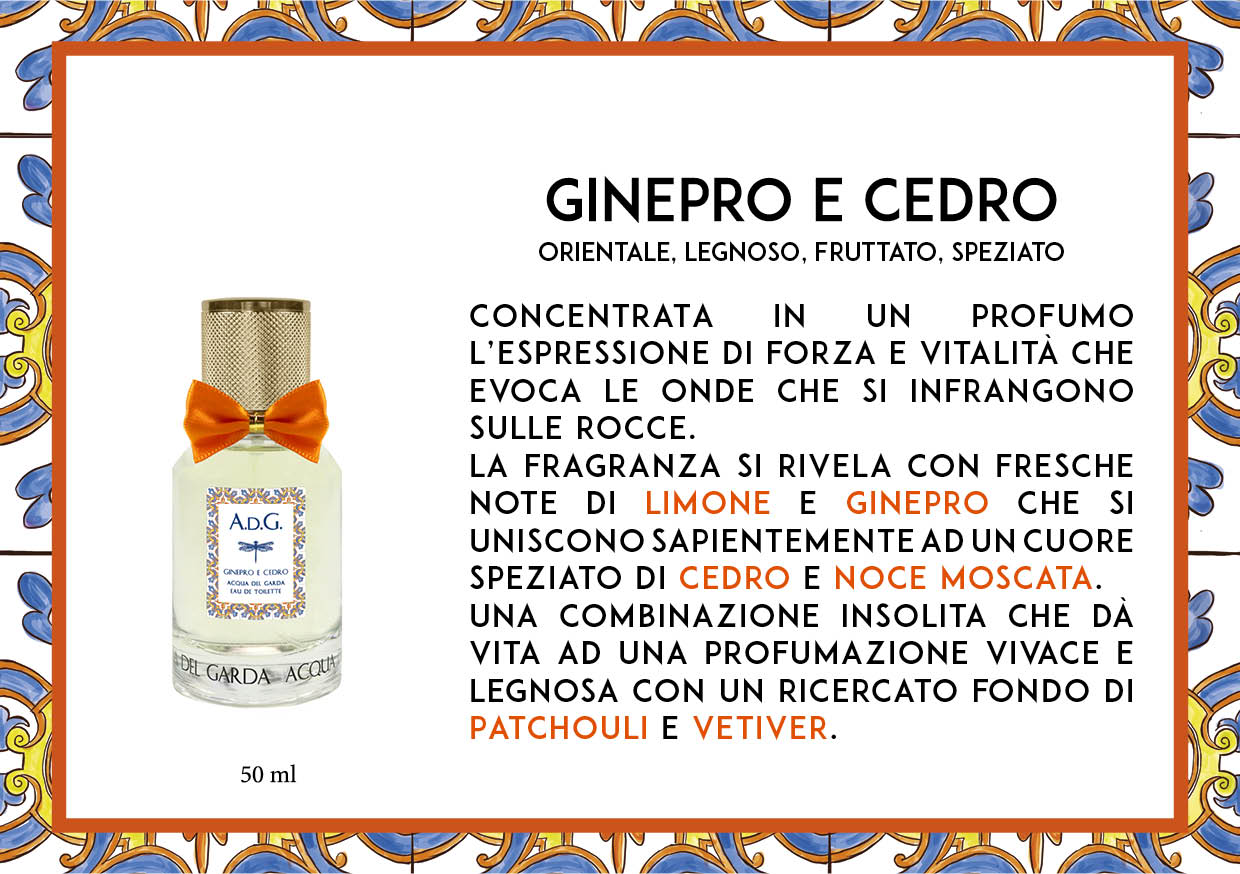 GINEPRO E CEDRO
ORIENTALE, LEGNOSO, FRUTTATO, SPEZIATO
CONCENTRATA IN UN PROFUMO
L'ESPRESSIONE DI FORZA E VITALITÀ CHE
EVOCA LE ONDE CHE SI INFRANGONO
SULLE ROCCE.
LA FRAGRANZA SI RIVELA CON FRESCHE
NOTE DI LIMONE E GINEPRO CHE SI
UNISCONO SAPIENTEMENTE AD UN CUORE
SPEZIATO DI CEDRO E NOCE MOSCATA.
UNA COMBINAZIONE INSOLITA CHE DÀ
VITA AD UNA PROFUMAZIONE VIVACE E
LEGNOSA CON UN RICERCATO FONDO DI
PATCHOULI E VETIVER.
A.D.G.
GINEPRO E CEDRO
ACQUA DEL GARDA
EAU DE TOILETTE
DEL GARDA ACQUA
50 ml